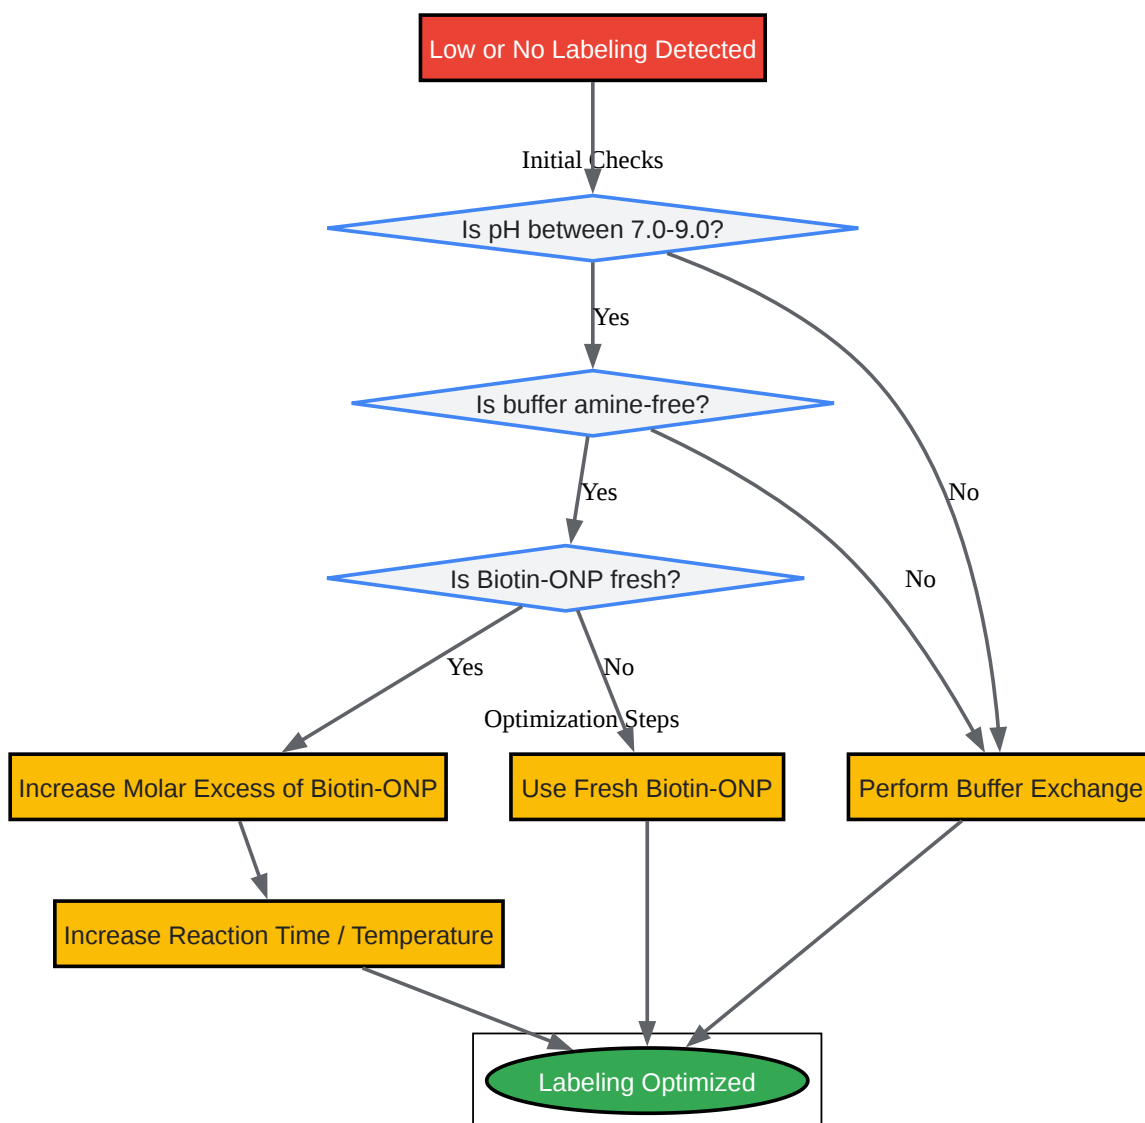 Low or No Labeling Detected
Initial Checks
Is pH between 7.0-9.0?
Yes
Is buffer amine-free?
Yes
No
Is Biotin-ONP fresh?
No
Yes
No
Optimization Steps
Increase Molar Excess of Biotin-ONP
Use Fresh Biotin-ONP
Perform Buffer Exchange
Increase Reaction Time / Temperature
Labeling Optimized